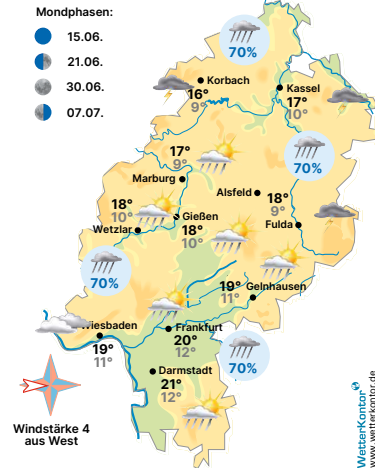 Mondphasen:
15.06.
21.06.
30.06.
07.07.
70%
Korbach
16°
9°
Kassel
17°
10°
70%
17°
9°
Marburg
Alsfeld
18°
9°
18°
10°
Gießen
18°
10°
Wetzlar
Fulda
70%
19°
11°
Gelnhausen
Wiesbaden
19°
11°
Frankfurt
20°
12°
70%
Darmstadt
21°
12°
Windstärke 4
aus West
WetterKontor
www.wetterkontor.de